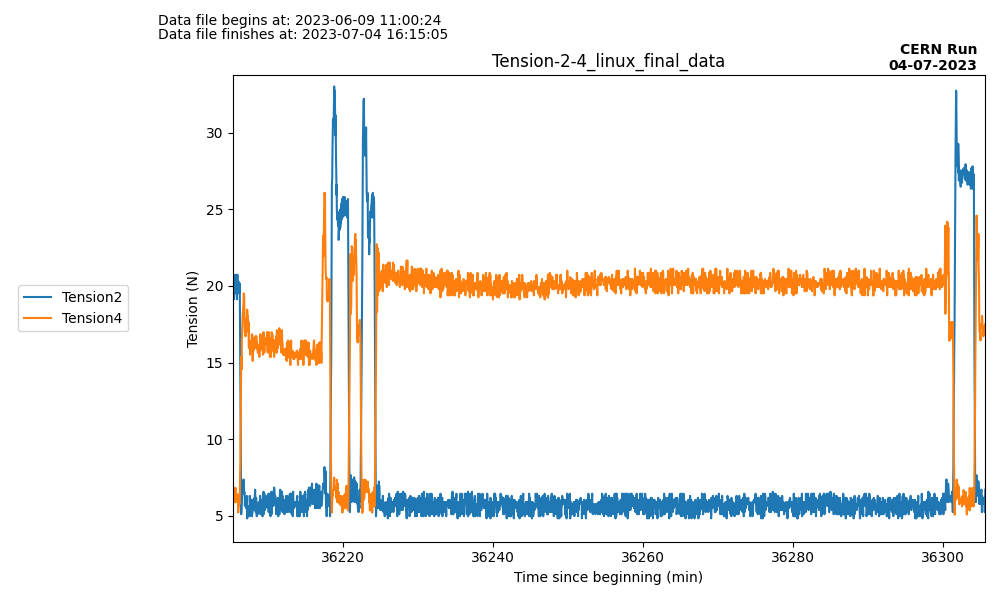 Data file begins at: 2023-06-09 11:00:24
Data file finishes at: 2023-07-04 16:15:05
CERN Run
04-07-2023
Tension-2-4_linux_final_data
Tension2
Tension4
Tension (N)
30
25
20
15
10
5
36220
36240
36260
36280
36300
Time since beginning (min)